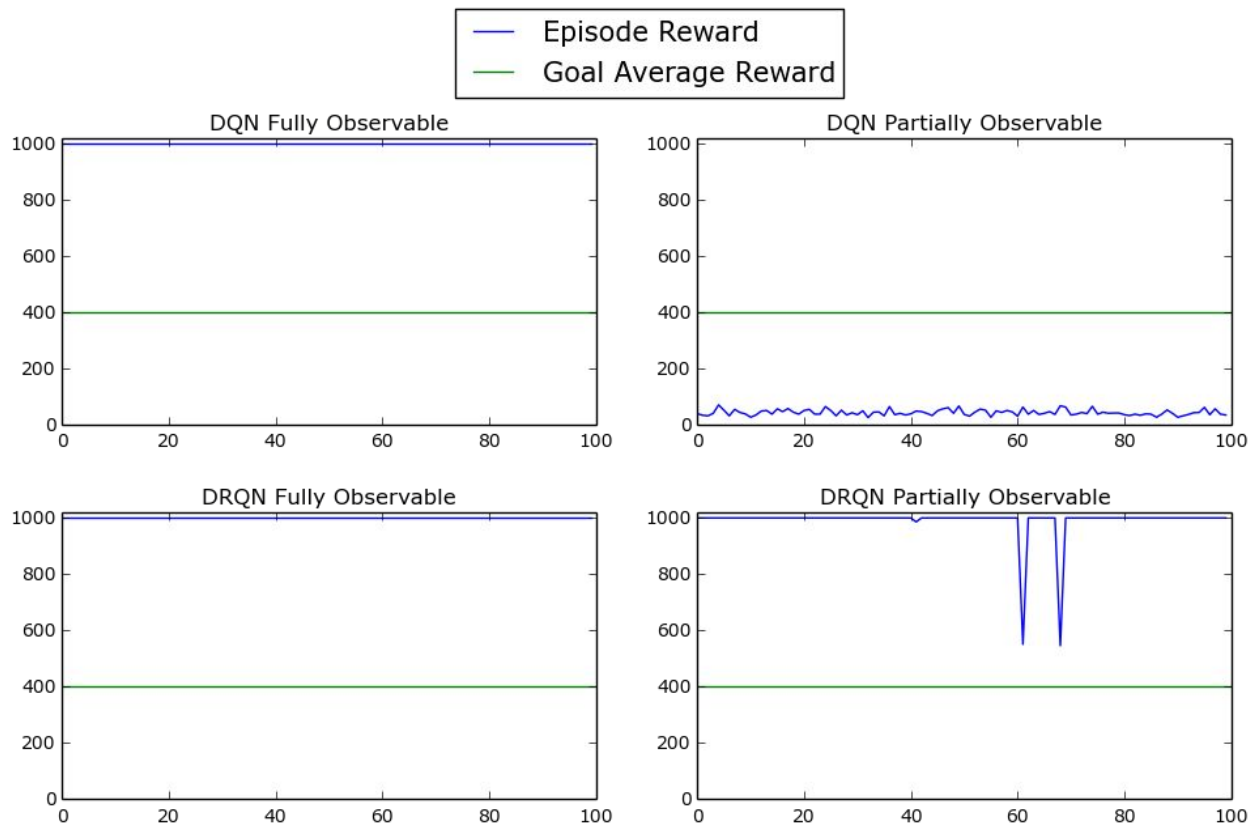 Episode Reward
Goal Average Reward
DQN Fully Observable
1000
800
600
400
200
0
0 20 40 60 80 100
DQN Partially Observable
1000
800
600
400
200
0
0 20 40 60 80 100
DRQN Fully Observable
1000
800
600
400
200
0
0 20 40 60 80 100
DRQN Partially Observable
1000
800
600
400
200
0
0 20 40 60 80 100